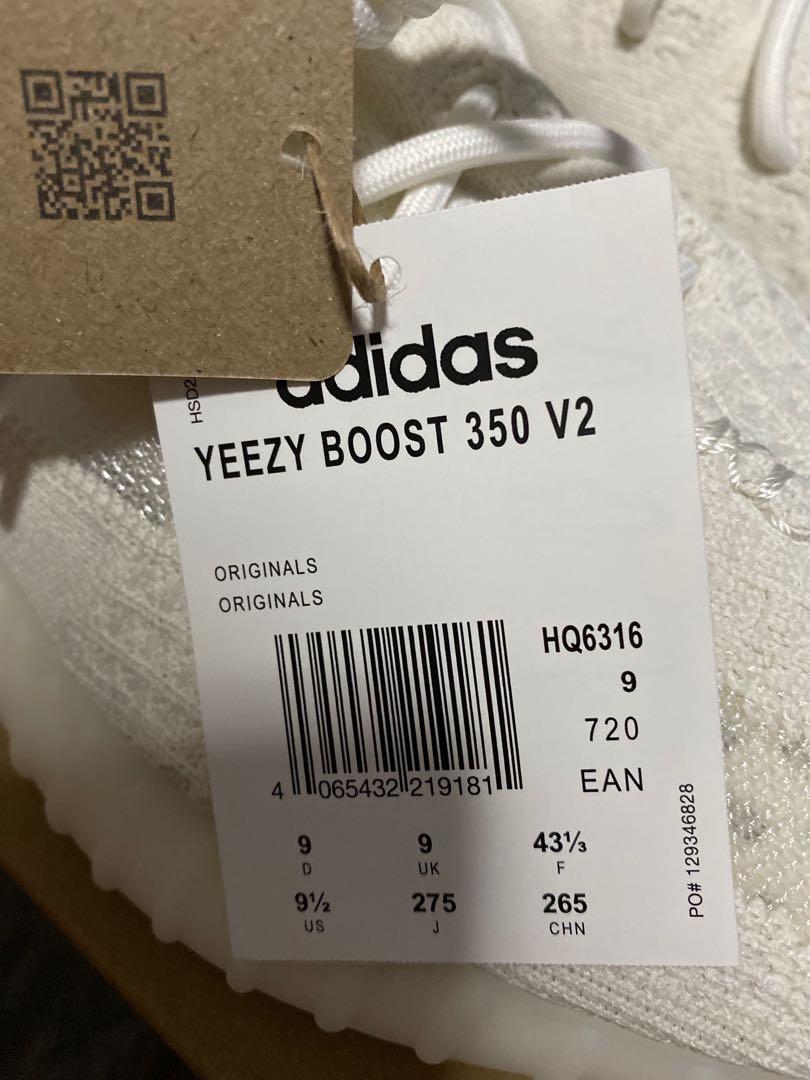 adidas
HSD2
YEEZY BOOST 350 V2
ORIGINALS
ORIGINALS
HQ6316
9
720
EAN
4 065432 219181
9 9 43⅓
D UK F
9½ 275 265
US J CHN
PO# 129346828